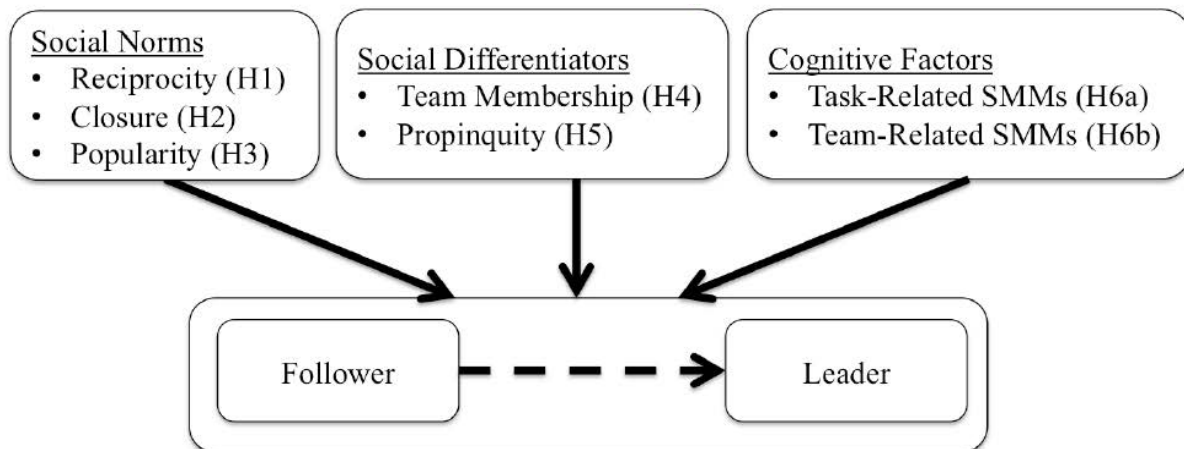 Social Norms
• Reciprocity (H1)
• Closure (H2)
• Popularity (H3)
Social Differentiators
• Team Membership (H4)
• Propinquity (H5)
Cognitive Factors
• Task-Related SMMs (H6a)
• Team-Related SMMs (H6b)
Follower
Leader